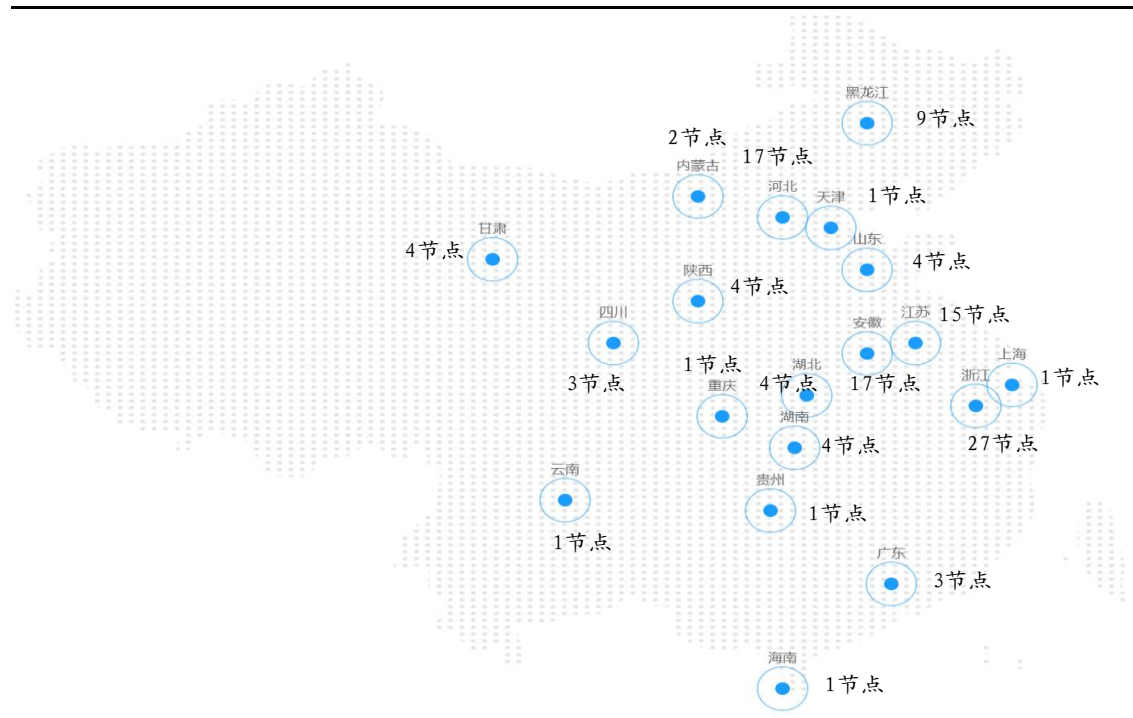 黑龙江
9节点
2节点
17节点
内蒙古
河北
天津
1节点
甘肃
4节点
山东
4节点
陕西
4节点
四川
3节点
安徽
17节点
江苏
15节点
上海
1节点
浙江
27节点
1节点
重庆
湖北
4节点
湖南
4节点
云南
1节点
贵州
1节点
广东
3节点
海南
1节点